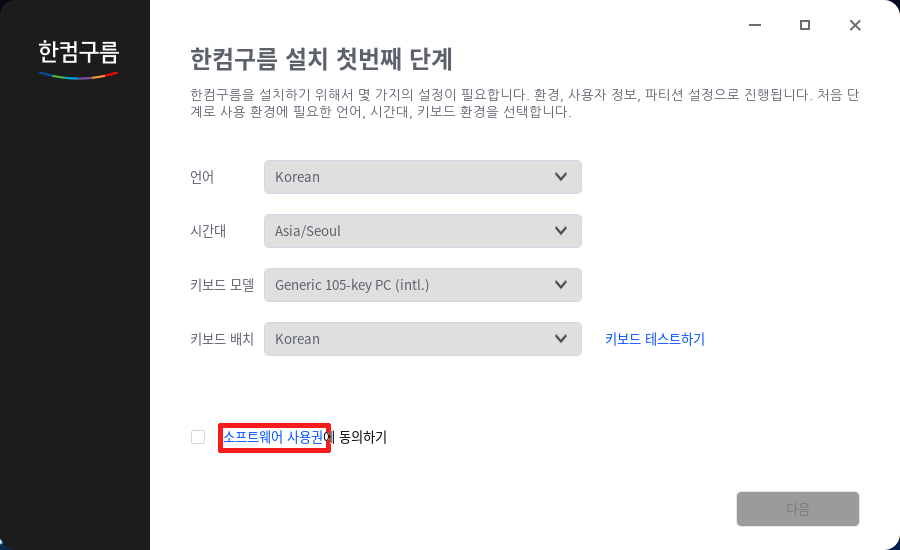 한컴구름
한컴구름 설치 첫번째 단계
한컴구름을 설치하기 위해서 몇 가지의 설정이 필요합니다. 환경, 사용자 정보, 파티션 설정으로 진행됩니다. 처음 단
계로 사용 환경에 필요한 언어, 시간대, 키보드 환경을 선택합니다.
언어 Korean
시간대 Asia/Seoul
키보드 모델 Generic 105-key PC (intl.)
키보드 배치 Korean 키보드 테스트하기
소프트웨어 사용권에 동의하기
다음